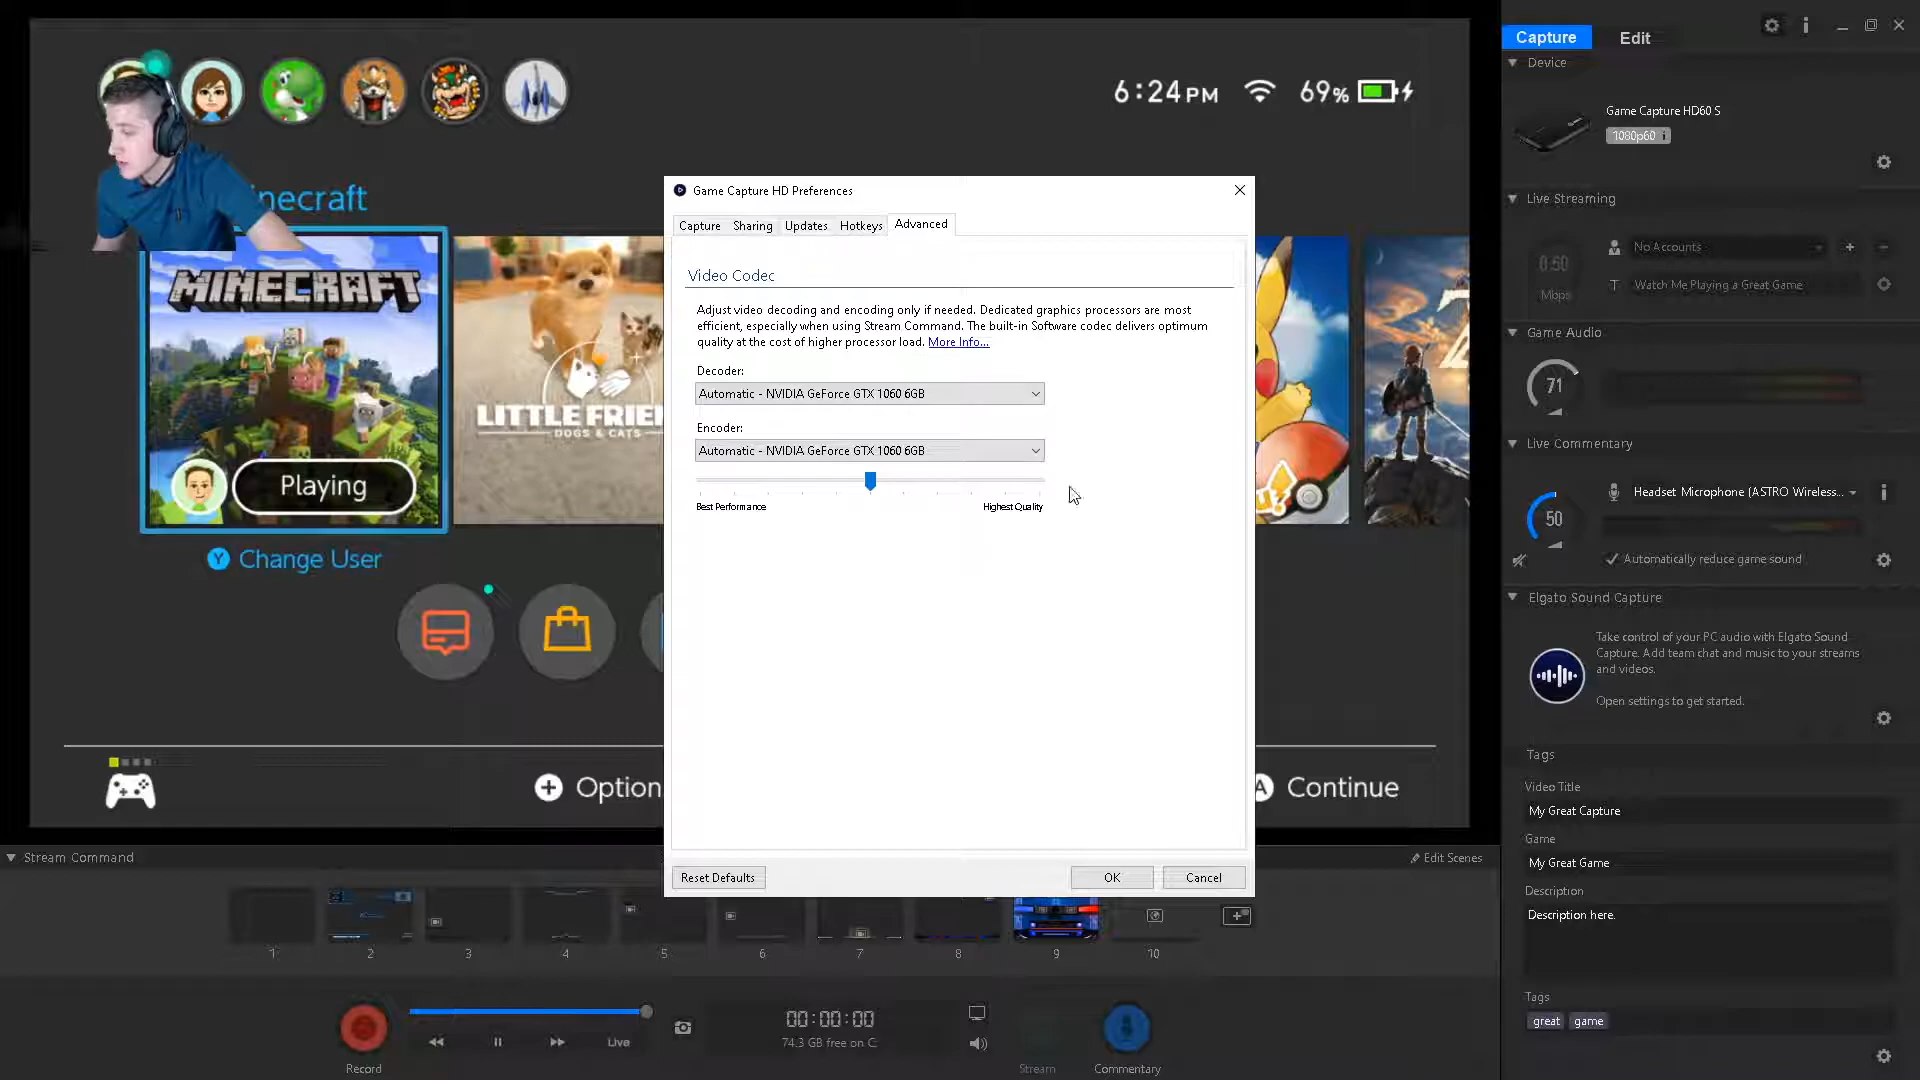 6:24PM
69%
Capture
Edit
Device
Game Capture HD60 S
1080p60 i
Live Streaming
No Accounts
0.50
Mbps
T Watch Me Playing a Great Game
Game Audio
71
Live Commentary
Headset Microphone (ASTRO Wireless...
50
Automatically reduce game sound
Elgato Sound Capture
Take control of your PC audio with Elgato Sound
Capture. Add team chat and music to your streams
and videos.
Open settings to get started.
Tags
Video Title
My Great Capture
Game
My Great Game
Description
Description here.
Tags
great game
necraft
MINECRAFT
Playing
LITTLE FRIE
DOGS & CATS
Y Change User
Option
A Continue
Game Capture HD Preferences
Capture Sharing Updates Hotkeys Advanced
Video Codec
Adjust video decoding and encoding only if needed. Dedicated graphics processors are most
efficient, especially when using Stream Command. The built-in Software codec delivers optimum
quality at the cost of higher processor load. More Info...
Decoder:
Automatic - NVIDIA GeForce GTX 1060 6GB
Encoder:
Automatic - NVIDIA GeForce GTX 1060 6GB
Best Performance Highest Quality
Reset Defaults OK Cancel
Stream Command
Edit Scenes
1 2 3 4 5 6 7 8 9 10
00:00:00
74.3 GB free on C:
Live
Record
Stream
Commentary